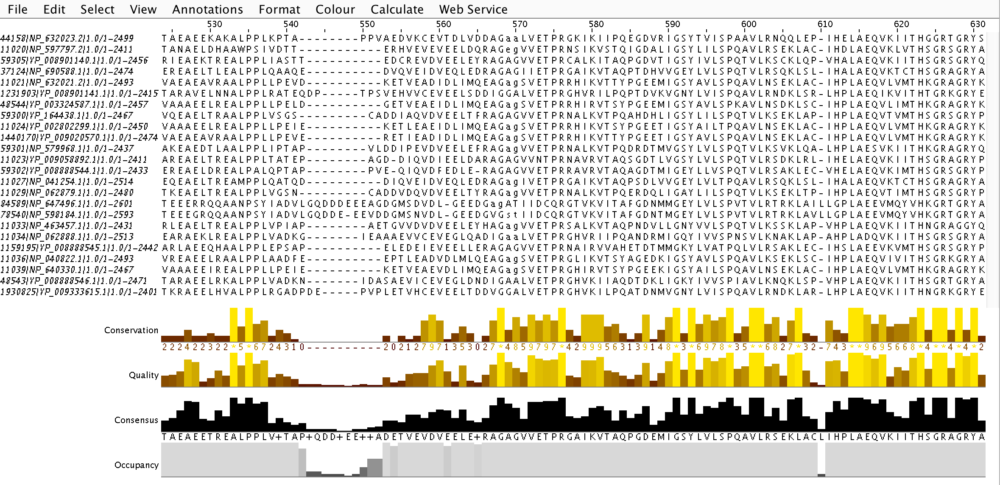 File Edit Select View Annotations Format Colour Calculate Web Service
530 540 550 560 570 580 590 600 610 620 630
44158|NP_632023.2|1.0/1-2499 TAEAEEKAKALPPLKPTA--------PPVAEDVKCEVTDLVDDAGaaLVETPRGKIKIIPQEGDVRIGSYTVISPAAVLRNQQLEP-IHELAEQVKIITHGGRTGRYS
11020|NP_597797.2|1.0/1-2411 TANAELDHAAWPSIVDTT-----------ERHVEVEVEELDQRAGegVVETPRNSIKVSTQIGDALIGSYLILSPQAVLRSEKLAC-IHDLAEQVKLVTHSGRSGRYA
59305|YP_008901140.1|1.0/1-2456 RIEAEKTREALPPLIASTT----------EDCREVDVEELEYRAGAGVVETPRCALKITAQPGDVTIGSYLVLSPQTVLKSCKLQP-VHALAEQVKIITHSGRSGRYQ
37124|NP_690588.1|1.0/1-2474 EREAELTLEALPPLQAAQE----------DVQVEIDVEQLEDRAGAGIIETPRGAIKVTAQPTDHVVGEYLVLSPQTVLRSQKLSL-IHALAEQVKTCTHSGRAGRYA
11021|NP_632021.2|1.0/1-2493 VAEAEAVRAALPPLLPEVD----------KETVEADIDLIMQEAGagSVETPRRHIKVTTYPGEEMIGSYAVLSPQAVLNSEKLAC-IHPLAEQVLVMTHKGRAGRYK
1231903|YP_008901141.1|1.0/1-2415 TARAVELNNALPPLRATEQDP-----TPSVEHVVCEVEELSDDIGGALVETPRGHVRILPQPTDVKVGNYLVISPQAVLRNDKLSR-LHPLAEQIKVITHTGRKGRYE
48544|YP_003324587.1|1.0/1-2457 VAAAEELREALPPLLPELD----------GETVEAEIDLIMQEAGagSVETPRRHIRVTSYPGEEMIGSYAVLSPKAVLNSDKLSC-IHPLAEQVLIMTHKGRAGRYK
59300|YP_164438.1|1.0/1-2467 VQEAELTRAALPPLVSGS---------CADDIAQVDVEELTFRAGAGVVETPRNALKVTPQAHDHLIGSYLILSPQTVLKSEKLAP-IHPLAEQVTVMTHSGRSGRYP
11024|YP_002802299.1|1.0/1-2450 VAAAEELREALPPLLPEIE----------KETLEAEIDLIMQEAGagSVETPRRHIKVTSYPGEETIGSYAILTPQAVLNSEKLAC-IHPLAEQVLVMTHKGRAGRYK
1440170|YP_009020570.1|1.0/1-2474 VAEAEAVRAALPPLLPEVE----------RETIEADIDLIMQEAGagSVETPRRHIKVTTYPGEETIGSYAVLSPQAVLNSEKLAC-IHPLAEQVLVMTHKGRAGRYK
59301|NP_579968.1|1.0/1-2437 AKEAEDTLAALPPLIPTAP--------VLDDIPEVDVEELEFRAGagVVETPRNALKVTPQDRDTMVGSYLVLSPQTVLKSVKLQA-LHPLAESVKIITHKGRAGRYQ
11023|YP_009058892.1|1.0/1-2411 AREAELTREALPPLTATEP--------AGD-DIQVDIEELDARAGAGVVNTPRNAVRVTAQSGDTLVGSYLVLSPQTVLRSDKLRL-IHELAEQVKIITHSGRAGRYP
59302|YP_008888544.1|1.0/1-2433 EREAELDREALPALQPTAP--------PVE-QIQVDFEDLE-RAGAGVVETPRRAVRVTAQAGDTMIGEYLLVSPQTVLRSAKLEC-VHELAEQVKIMTHSGRSGRYP
11027|NP_041254.1|1.0/1-2514 EQEAELTREAMPPLQATQD----------DIQVEIDVEQLEDRAGagIVETPRGAIKVTAQPSDLVVGEYLVLTPQAVLRSQKLSL-IHALAEQVKTCTHSGRAGRYA
11029|NP_062879.1|1.0/1-2480 TKEAELTREALPPLVGSN---------CADDVDQVDVEELTYRAGagVVETPRNALKVTPQERDQLIGAYLILSPQTVLKSEKLTP-IHPLAEQVTIMTHSGRSGRYP
84589|NP_647496.1|1.0/1-2601 TEEERRQQAANPSYIADVLGQDDDEEEAGDGMSDVDL-GEEDGagATIIDCQRGTVKVITAFGDNMMGEYLVLSPVTVLRTRKLAILLGPLAEEVMQYVHKGRTGRYA
78540|NP_598184.1|1.0/1-2593 TEEEGRQQAANPSYIADVLGQDDE-EEVDDGMSNVDL-GEEDGVGstIIDCQRGTVKVITAFGDNTMGEYLVLSPVTVLRTRKLAVLLGPLAEEVMQYVHKGRTGRYA
11033|NP_463457.1|1.0/1-2431 RLEAELTREALPPLVPIAP--------AETGVVDVDVEELEYHAGagVVETPRSALKVTAQPNDVLLGNYVVLSPQTVLKSSKLAP-VHPLAEQVKIITHNGRAGGYQ
11034|NP_062888.1|1.0/1-2513 EARAEKLREALPPLVADKG-------IEAAAEVVCEVEGLQADIGaaLVETPRGHVRIIPQANDRMIGQYIVVSPNSVLKNAKLAP-AHPLADQVKIITHSGRSGRYA
1159195|YP_008888545.1|1.0/1-2442 ARLAEEQHAALPPLEPSAP----------ELEDEIEVEELLERAGAGVVETPRNAIRVVAHETDTMMGKYLVATPQLVLRSAKLEC-IHSLAEEVKVMTHSGRSGRYP
11036|NP_040822.1|1.0/1-2493 VREAEELRAALPPLAADFE----------EPTLEADVDLMLQEAGagSVETPRGLIKVTSYAGEDKIGSYAVLSPQAVLKSEKLSC-IHPLAEQVIVITHSGRKGRYA
11039|NP_640330.1|1.0/1-2467 VAAAEEIREALPPLLPEIE----------KETVEAEVDLIMQEAGagSVETPRGHIRVTSYPGEEKIGSYAILSPQAVLNSEKLAC-IHPLAEQVLVMTHKGRAGRYK
48543|YP_008888546.1|1.0/1-2471 TARAEELRKALPPLVADKN-------IDASAEVICEVEGLDNDIGAALVETPRGHVKIIAQDTDKLIGKYIVVSPIAVLKNQKLSP-VHPLAEQVKIITHSGRTGRYA
1930825|YP_009333615.1|1.0/1-2401 TKRAEELHVALPPLRGADPDE-----PVPLETVHCEVEELTDDVGGALVETPRGHVKILPQATDNMVGNYLVISPQAVLRNDKLAR-LHPLAEQVKIITHNGRKGRYE
Conservation
222422322*5*6724310----------20212797135302​7*48597​97*4299956313914​8*3*6978*35**6827*32-743**9695668*4**4*4*2
Quality
Consensus
TAEAEETREALPPLV+TAP+QDD+EE++ADETVEVDVEELE+RAGAGVVETPRGAIKVTAQPGDEMIGSYLVLSPQAVLRSEKLACLIHPLAEQVKIITHSGRAGRYA
Occupancy